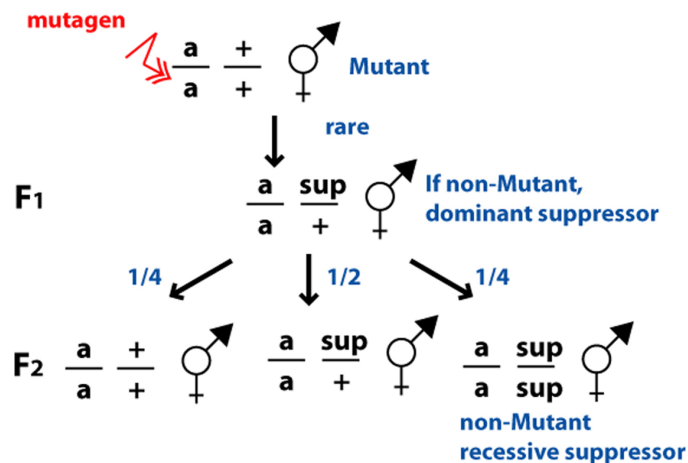 mutagen
a +
a +
Mutant
rare
F1
a sup
a +
If non-Mutant,
dominant suppressor
1/4
1/2
1/4
F2
a +
a +
a sup
a +
a sup
a sup
non-Mutant
recessive suppressor